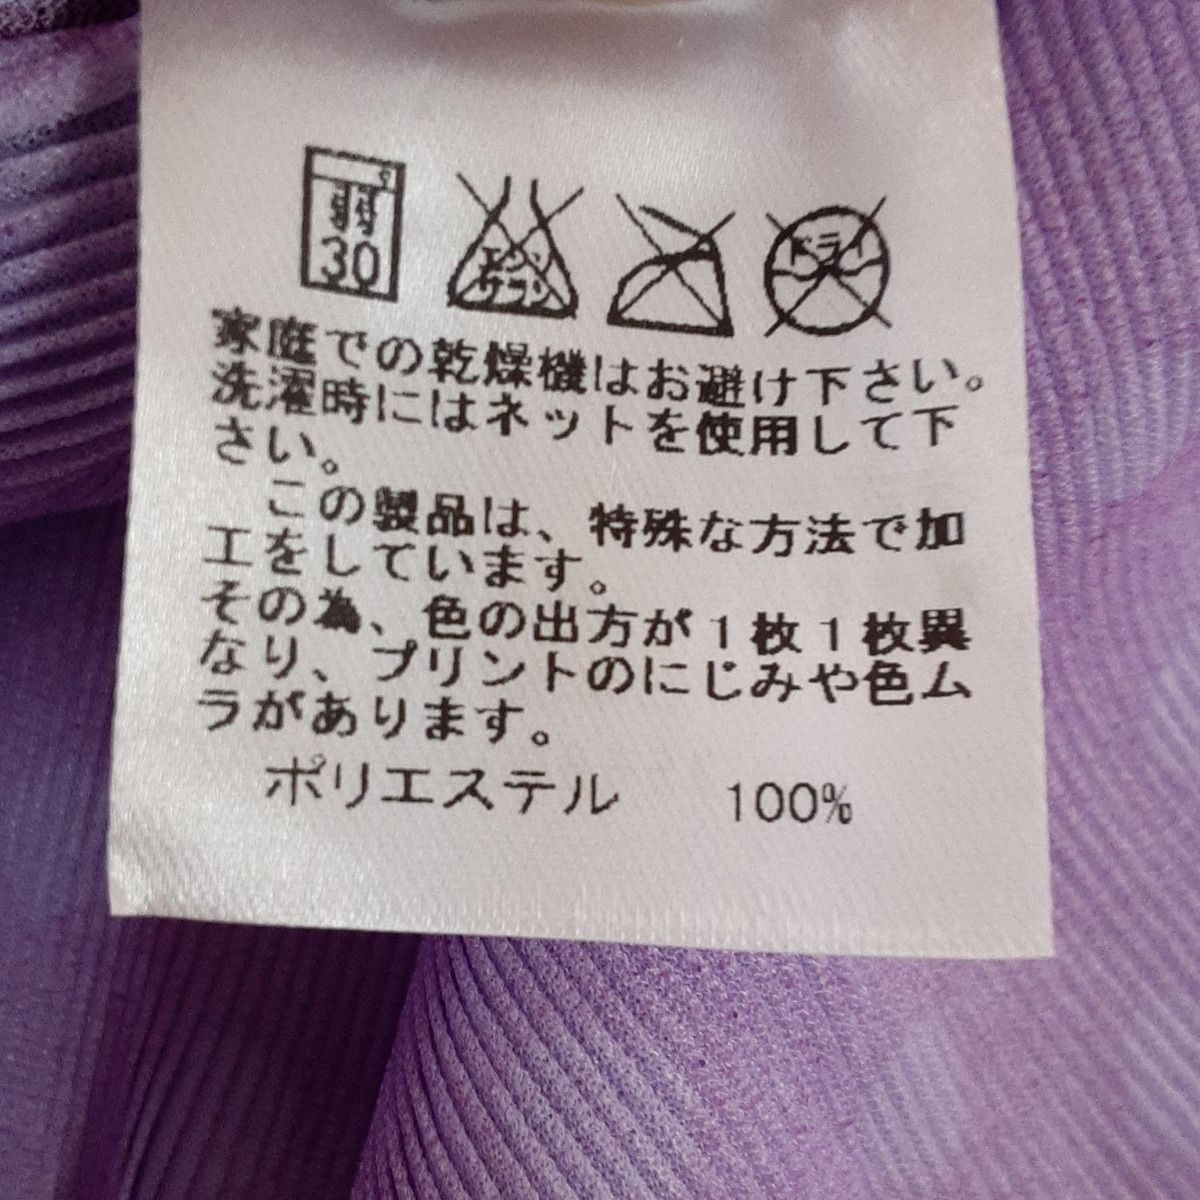 弱
30
エンソ
サラシ
ドライ
家庭での乾燥機はお避け下さい。
洗濯時にはネットを使用して下
さい。
この製品は、特殊な方法で加
工をしています。
その為、色の出方が１枚１枚異
なり、プリントのにじみや色ム
ラがあります。
ポリエステル 100%